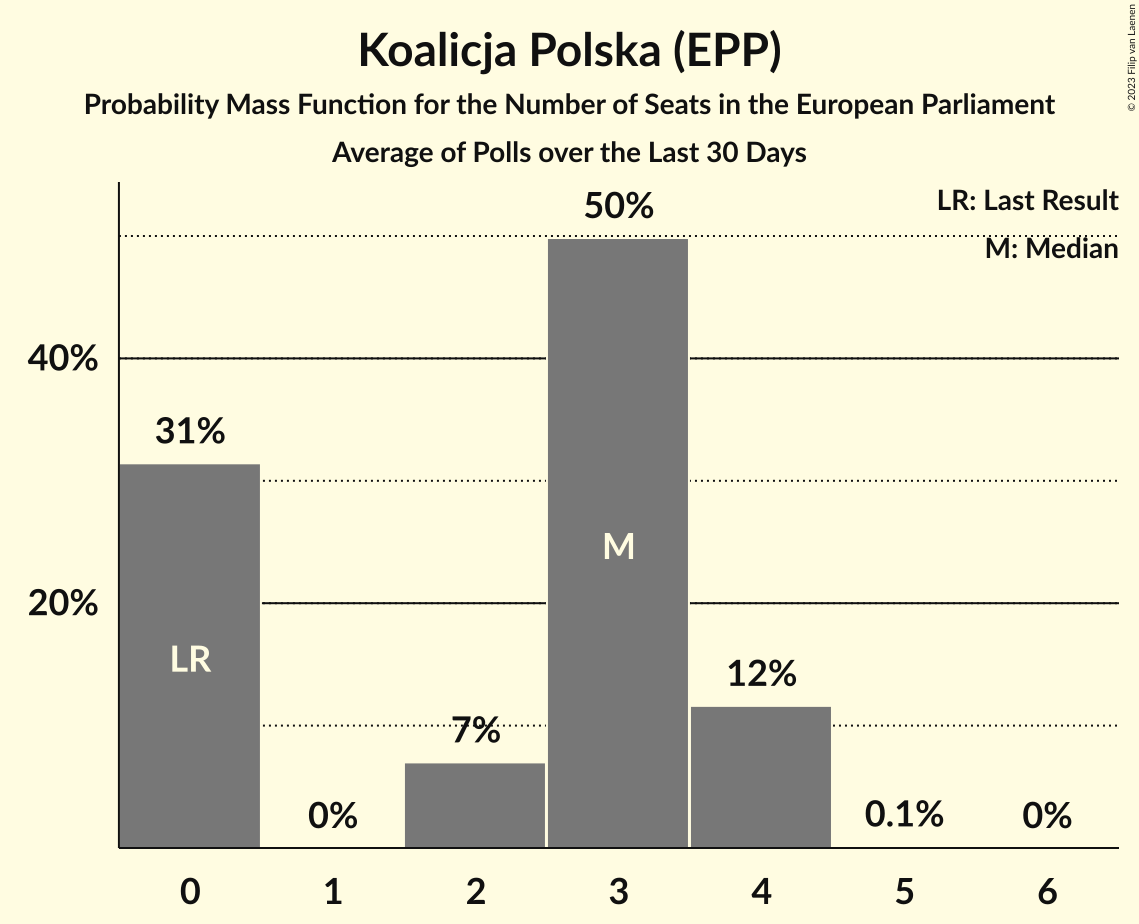 Koalicja Polska (EPP)
Probability Mass Function for the Number of Seats in the European Parliament
Average of Polls over the Last 30 Days
© 2023 Filip van Laenen
LR: Last Result
M: Median
50%
40%
31%
M
20%
LR
12%
7%
0%
0.1%
0%
0 1 2 3 4 5 6